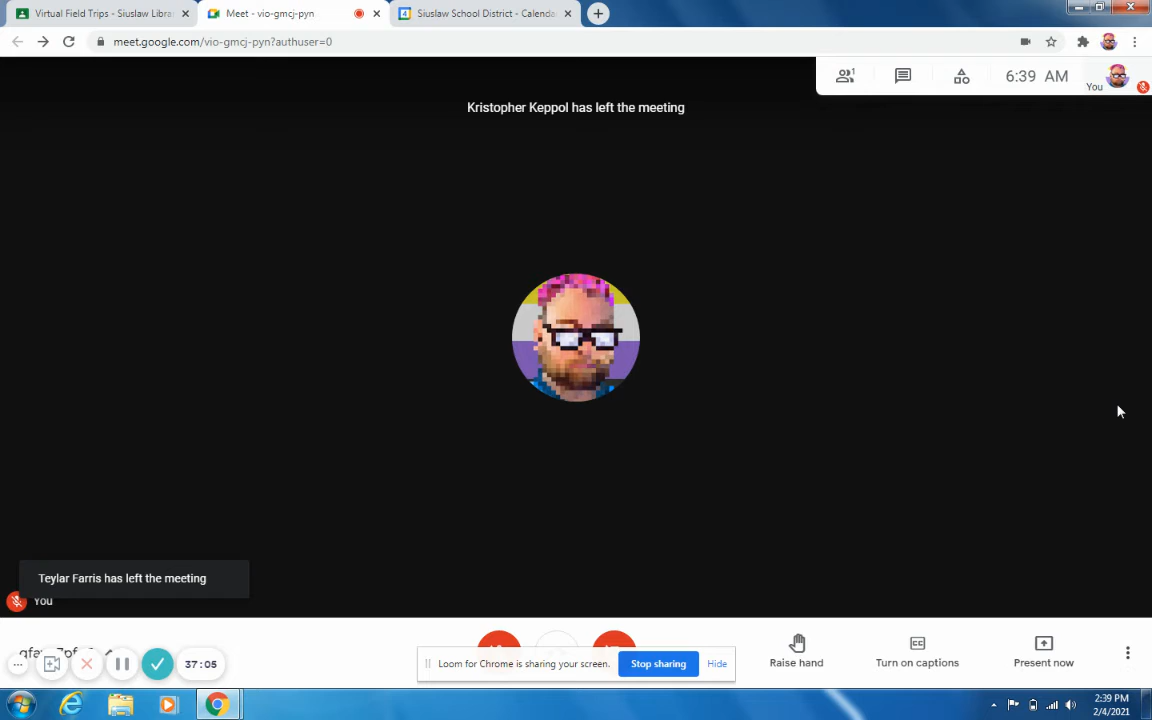 Virtual Field Trips - Siuslaw Libra
Meet - vio-gmcj-pyn
Siuslaw School District - Calenda
meet.google.com/vio-gmcj-pyn?authuser=0
1
6:39 AM
You
Kristopher Keppol has left the meeting
Teylar Farris has left the meeting
You
37:05
Loom for Chrome is sharing your screen.
Stop sharing
Hide
Raise hand
CC
Turn on captions
Present now
2:39 PM
2/4/2021